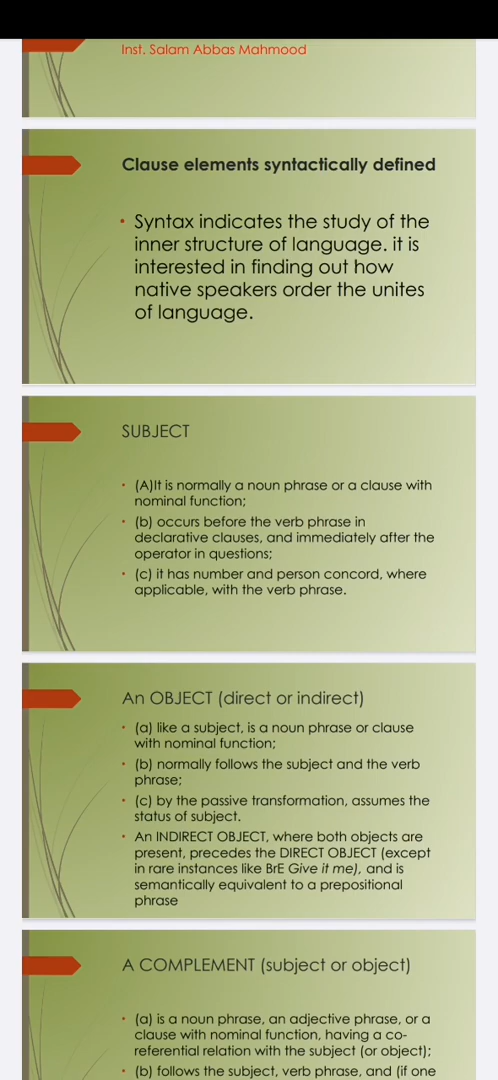 Inst. Salam Abbas Mahmood
Clause elements syntactically defined
• Syntax indicates the study of the
inner structure of language. it is
interested in finding out how
native speakers order the unites
of language.
SUBJECT
• (A)It is normally a noun phrase or a clause with
nominal function;
• (b) occurs before the verb phrase in
declarative clauses, and immediately after the
operator in questions;
• (c) it has number and person concord, where
applicable, with the verb phrase.
An OBJECT (direct or indirect)
• (a) like a subject, is a noun phrase or clause
with nominal function;
• (b) normally follows the subject and the verb
phrase;
• (c) by the passive transformation, assumes the
status of subject.
• An INDIRECT OBJECT, where both objects are
present, precedes the DIRECT OBJECT (except
in rare instances like BrE Give it me), and is
semantically equivalent to a prepositional
phrase
A COMPLEMENT (subject or object)
• (a) is a noun phrase, an adjective phrase, or a
clause with nominal function, having a co-
referential relation with the subject (or object);
• (b) follows the subject, verb phrase, and (if one